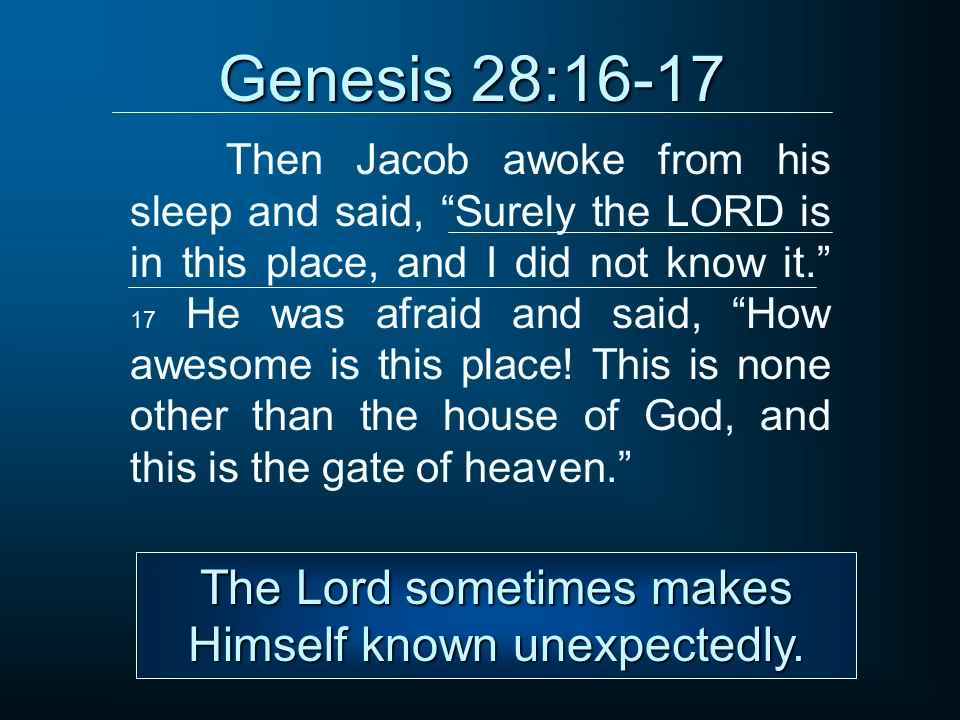 Genesis 28:16-17
Then Jacob awoke from his
sleep and said, “Surely the LORD is
in this place, and I did not know it.”
17 He was afraid and said, “How
awesome is this place! This is none
other than the house of God, and
this is the gate of heaven.”
The Lord sometimes makes
Himself known unexpectedly.